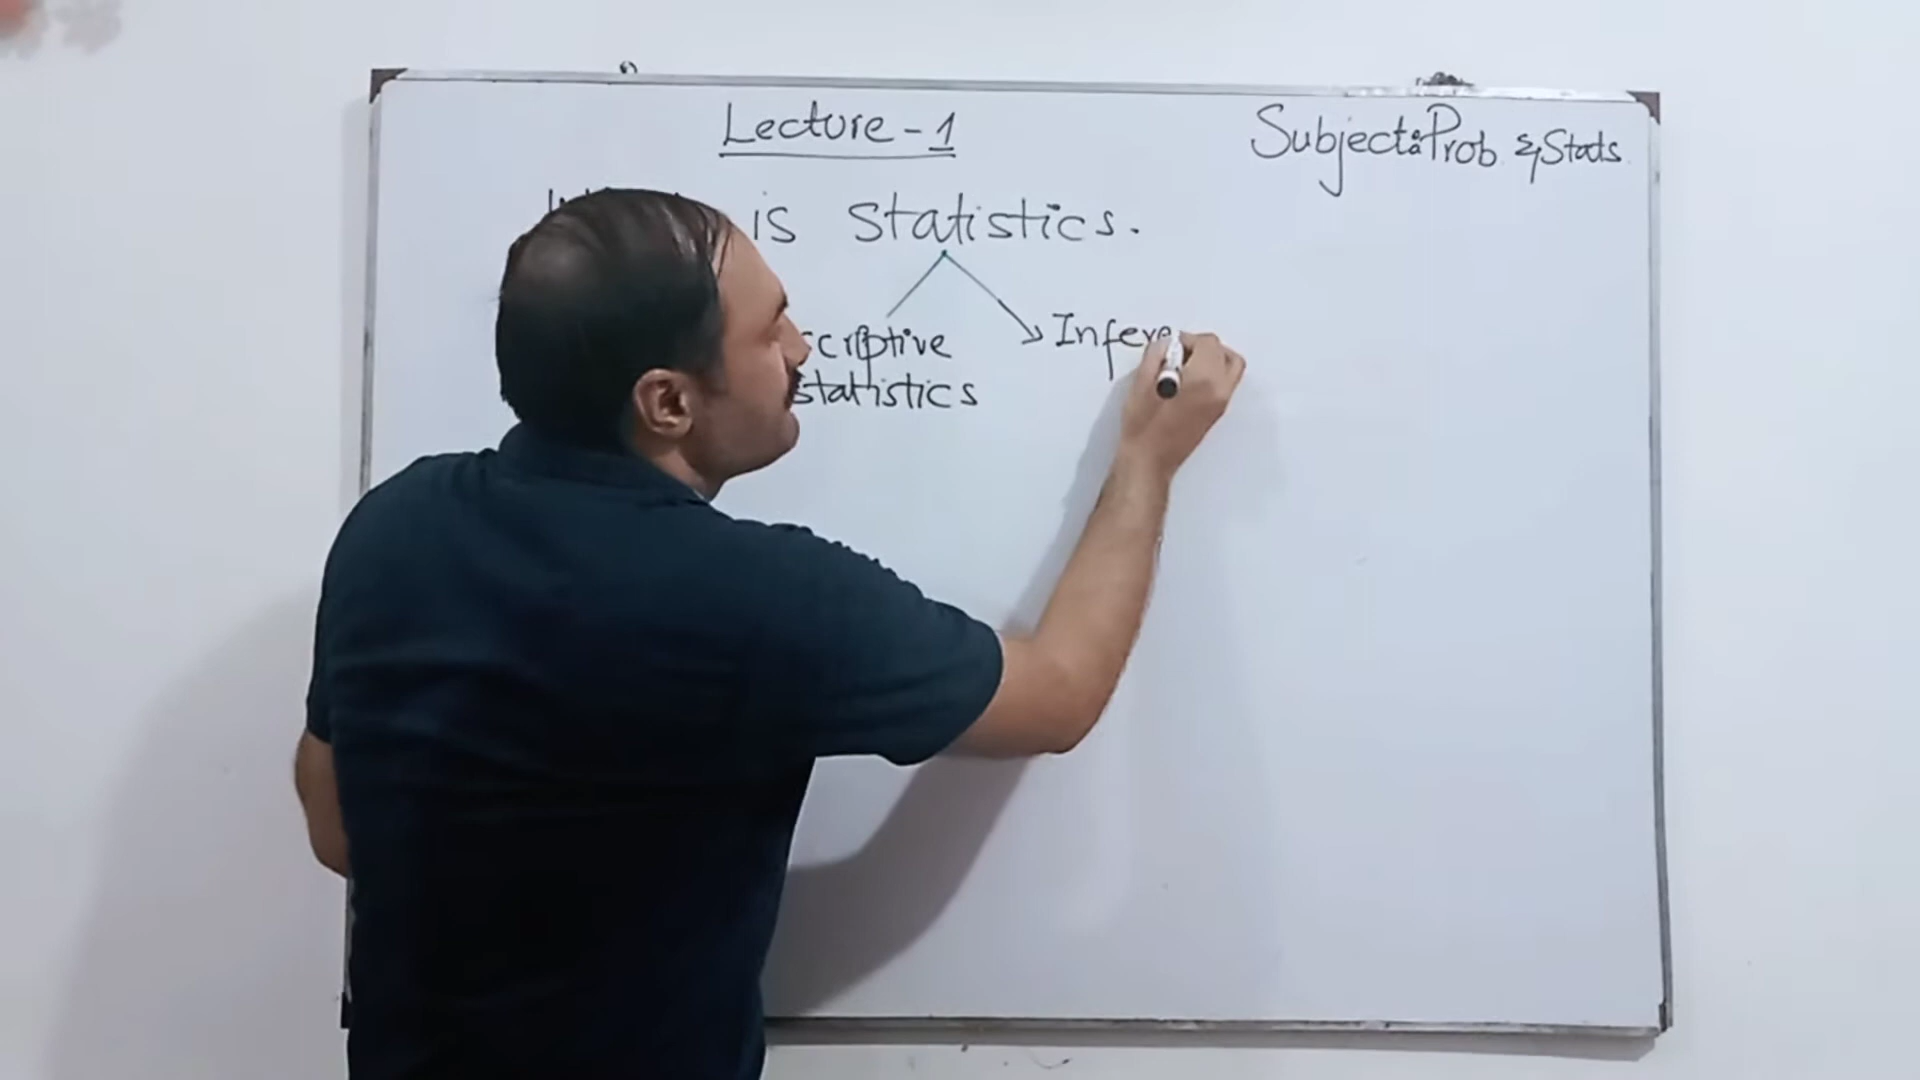 Lecture - 1
Subject: Prob & Stats
is Statistics.
criptive
statistics
Infere